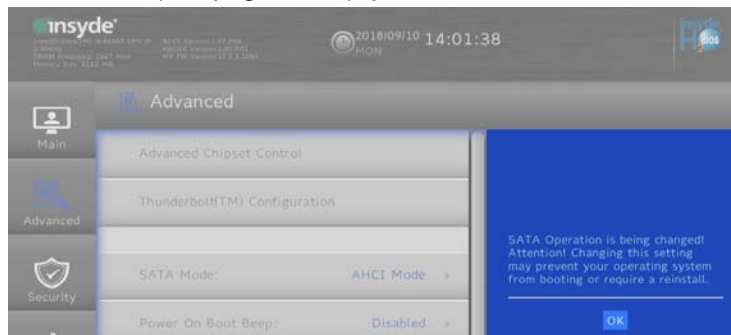 insyde
2018/09/10 14:01:38
MON
Advanced
Main
Advanced Chipset Control
Advanced
Thunderbolt(TM) Configuration
SATA Mode: AHCI Mode
Security
Power On Boot Beep: Disabled
SATA Operation is being changed!
Attention! Changing this setting
may prevent your operating system
from booting or require a reinstall.
OK